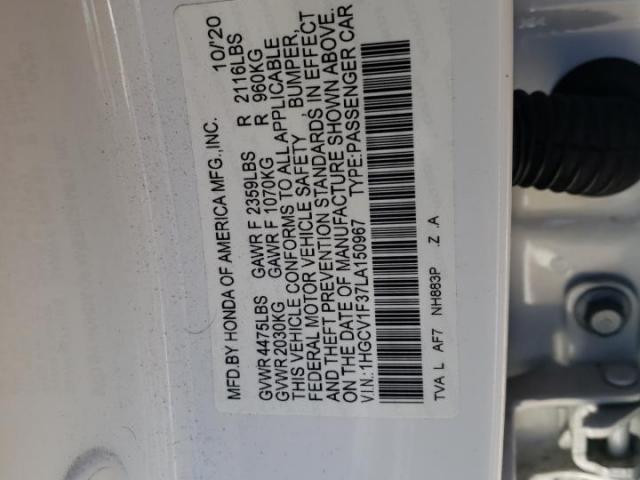 MFD.BY HONDA OF AMERICA MFG.,INC. 10/'20
GVWR 4475LBS GAWR F 2359LBS R 2116LBS
GVWR 2030KG GAWR F 1070KG R 960KG
THIS VEHICLE CONFORMS TO ALL APPLICABLE
FEDERAL MOTOR VEHICLE SAFETY, BUMPER,
AND THEFT PREVENTION STANDARDS IN EFFECT
ON THE DATE OF MANUFACTURE SHOWN ABOVE.
V.I.N.:1HGCV1F37LA150967 TYPE:PASSENGER CAR
TVA L AF7 NH883P .Z .A